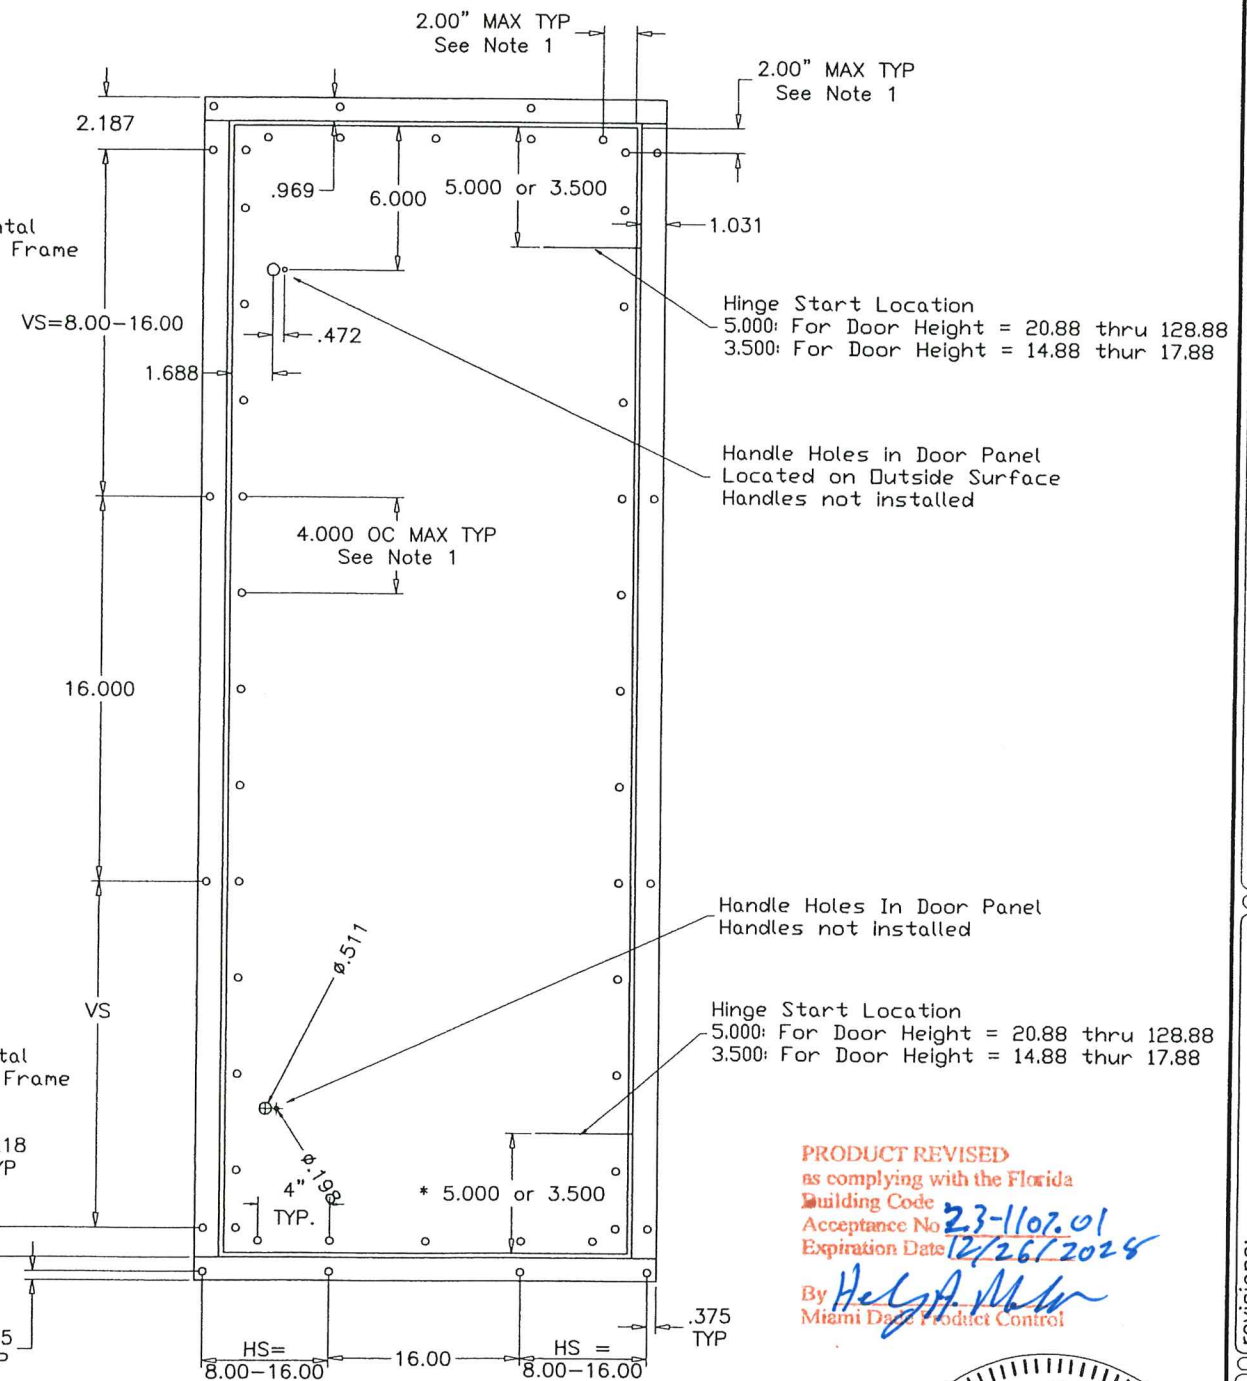 2.00" MAX TYP
See Note 1
2.00" MAX TYP
See Note 1
2.187
.969
6.000
5.000 or 3.500
1.031
Frame
VS=8.00-16.00
.472
1.688
Hinge Start Location
5.000: For Door Height = 20.88 thru 128.88
3.500: For Door Height = 14.88 thur 17.88
Handle Holes in Door Panel
Located on Outside Surface
Handles not installed
4.000 OC MAX TYP
See Note 1
16.000
Handle Holes In Door Panel
Handles not installed
ø.511
VS
Hinge Start Location
5.000: For Door Height = 20.88 thru 128.88
3.500: For Door Height = 14.88 thur 17.88
Frame
ø.198
4"
TYP.
* 5.000 or 3.500
PRODUCT REVISED
as complying with the Florida
Building Code
Acceptance No 23-1107.01
Expiration Date 12/26/2028
By
Miami Dade Product Control
.375
TYP
HS=
8.00-16.00
16.00
HS =
8.00-16.00
revisions: